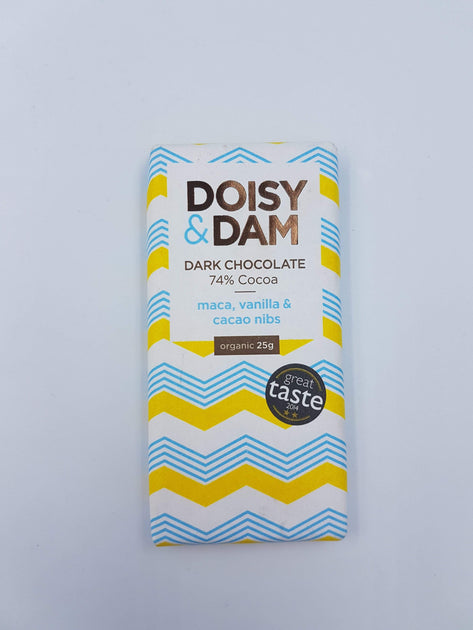 DOISY
& DAM
DARK CHOCOLATE
74% Cocoa
maca, vanilla &
cacao nibs
organic 25g
great
taste
2014